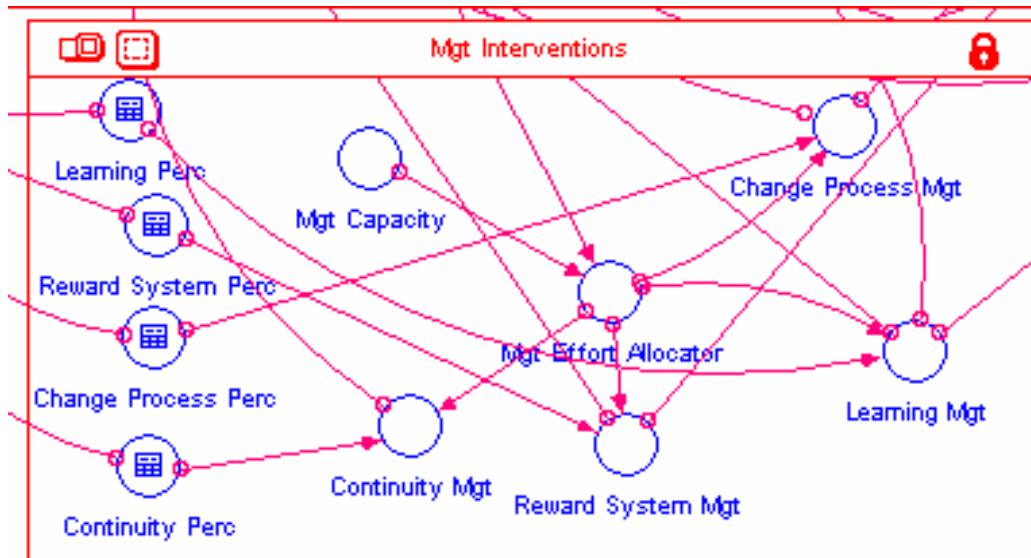 Mgt Interventions
Learning Perc
Mgt Capacity
Change Process Mgt
Reward System Perc
Mgt Effort Allocator
Change Process Perc
Learning Mgt
Continuity Mgt
Reward System Mgt
Continuity Perc